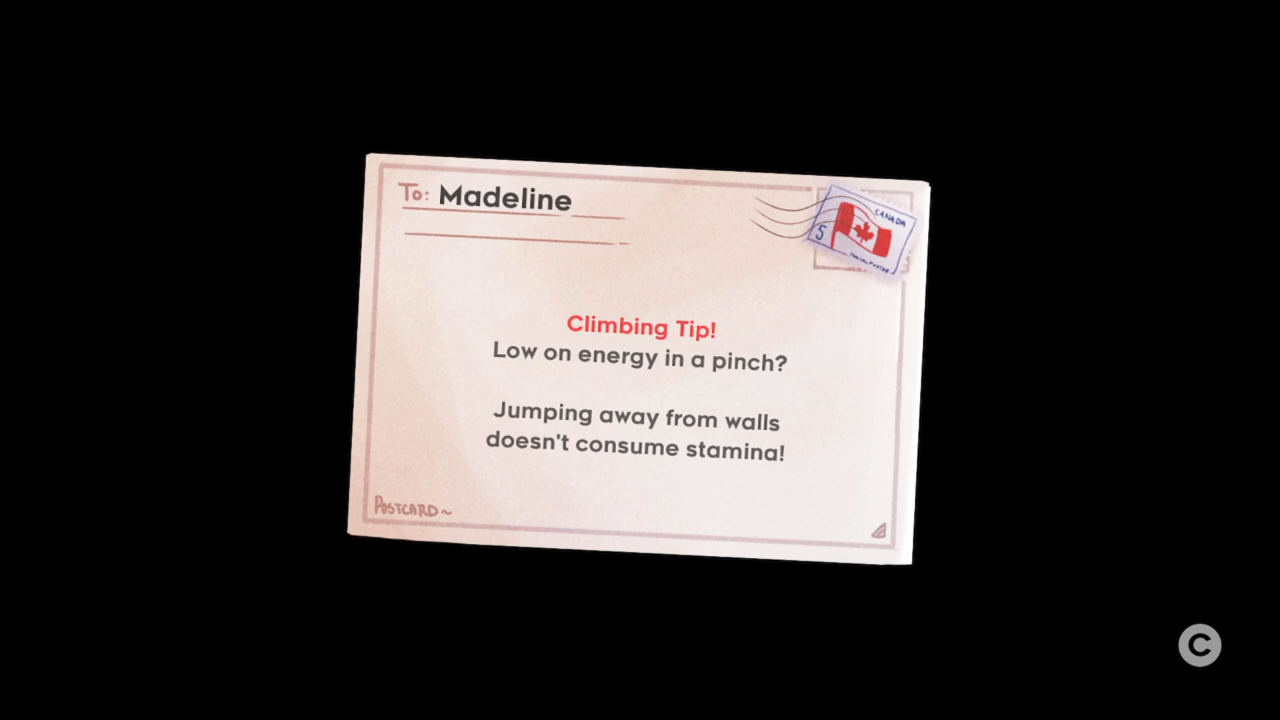 To: Madeline
CANADA
5
Climbing Tip!
Low on energy in a pinch?
Jumping away from walls
doesn't consume stamina!
POSTCARD~
C